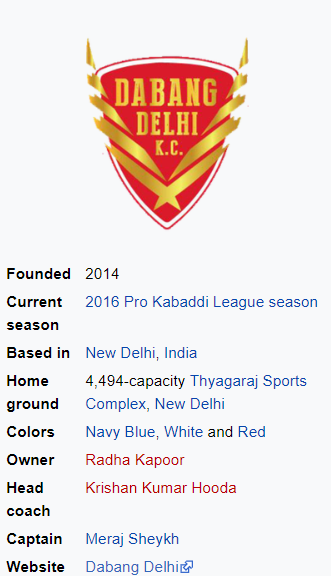 DABANG
DELHI
K.C.
Founded 2014
Current 2016 Pro Kabaddi League season
season
Based in New Delhi, India
Home 4,494-capacity Thyagaraj Sports
ground Complex, New Delhi
Colors Navy Blue, White and Red
Owner Radha Kapoor
Head Krishan Kumar Hooda
coach
Captain Meraj Sheykh
Website Dabang Delhi